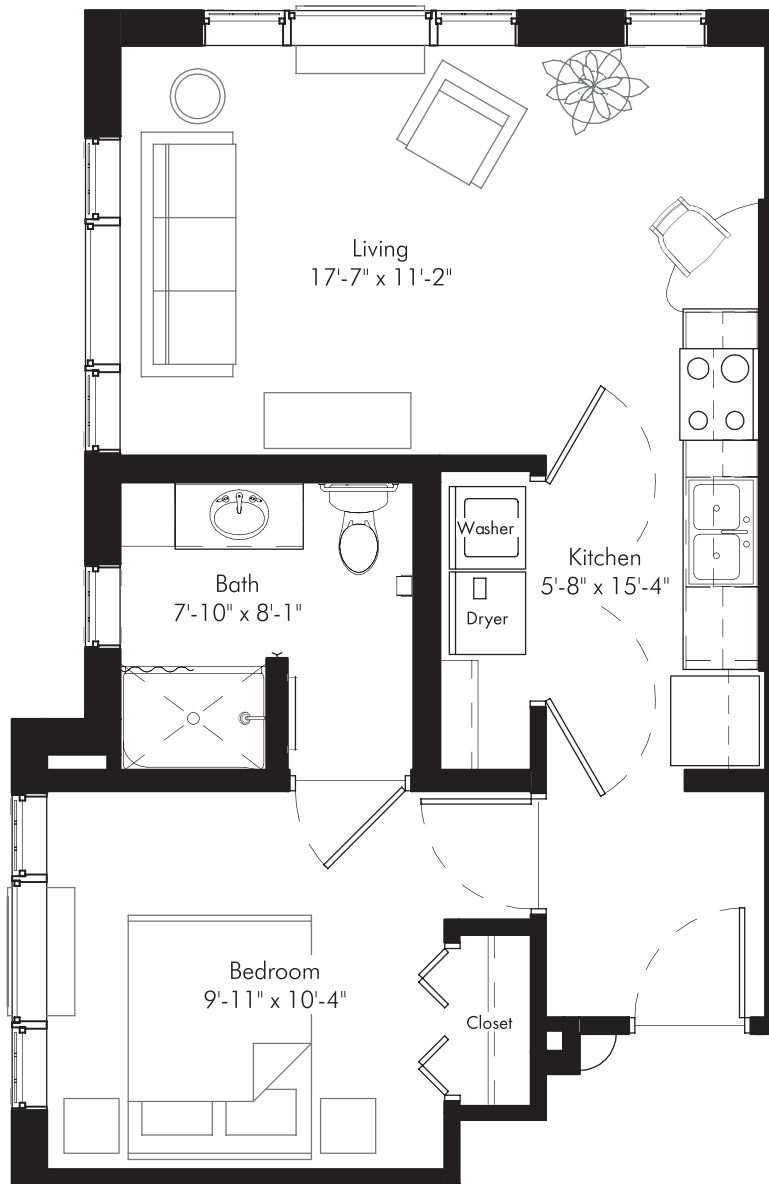 Living
17'-7" x 11'-2"
Washer
Kitchen
5'-8" x 15'-4"
Bath
7'-10" x 8'-1"
Dryer
Bedroom
9'-11" x 10'-4"
Closet